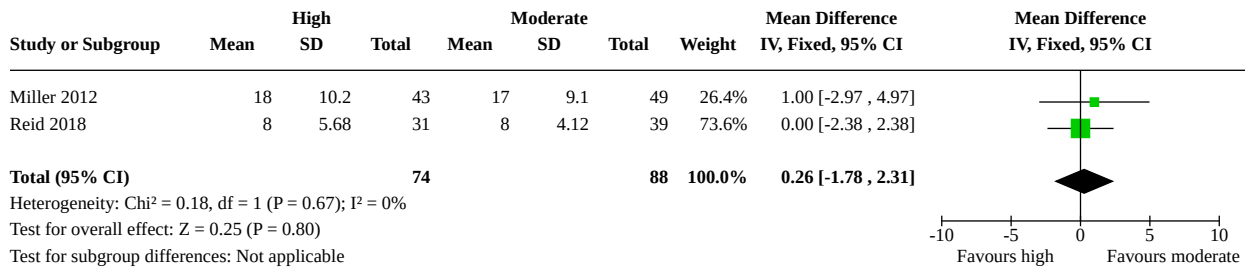 High Moderate Mean Difference Mean Difference
Study or Subgroup Mean SD Total Mean SD Total Weight IV, Fixed, 95% CI IV, Fixed, 95% CI
Miller 2012 18 10.2 43 17 9.1 49 26.4% 1.00 [-2.97 , 4.97]
Reid 2018 8 5.68 31 8 4.12 39 73.6% 0.00 [-2.38 , 2.38]
Total (95% CI) 74 88 100.0% 0.26 [-1.78 , 2.31]
Heterogeneity: Chi² = 0.18, df = 1 (P = 0.67); I² = 0%
Test for overall effect: Z = 0.25 (P = 0.80)
Test for subgroup differences: Not applicable
-10 -5 0 5 10
Favours high Favours moderate